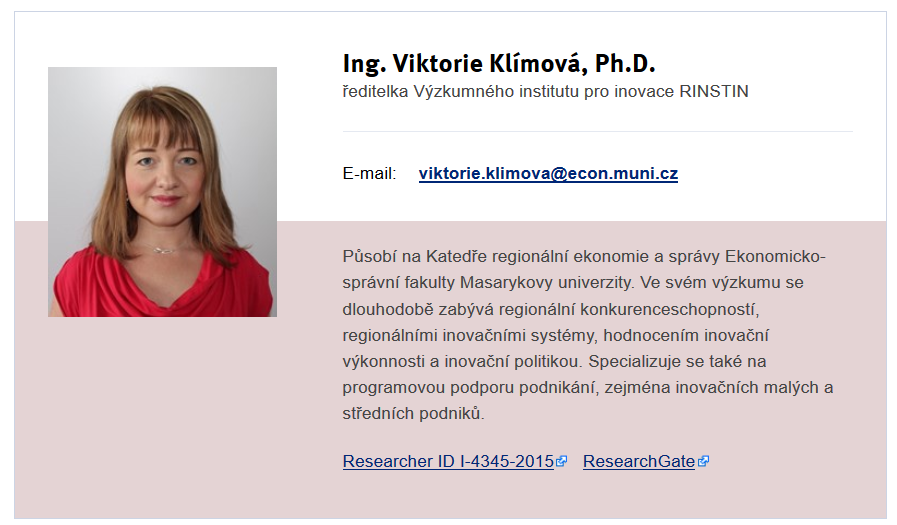 Ing. Viktorie Klímová, Ph.D.
ředitelka Výzkumného institutu pro inovace RINSTIN
E-mail: viktorie.klimova@econ.muni.cz
Působí na Katedře regionální ekonomie a správy Ekonomicko-
správní fakulty Masarykovy univerzity. Ve svém výzkumu se
dlouhodobě zabývá regionální konkurenceschopností,
regionálními inovačními systémy, hodnocením inovační
výkonnosti a inovační politikou. Specializuje se také na
programovou podporu podnikání, zejména inovačních malých a
středních podniků.
Researcher ID I-4345-2015 ResearchGate